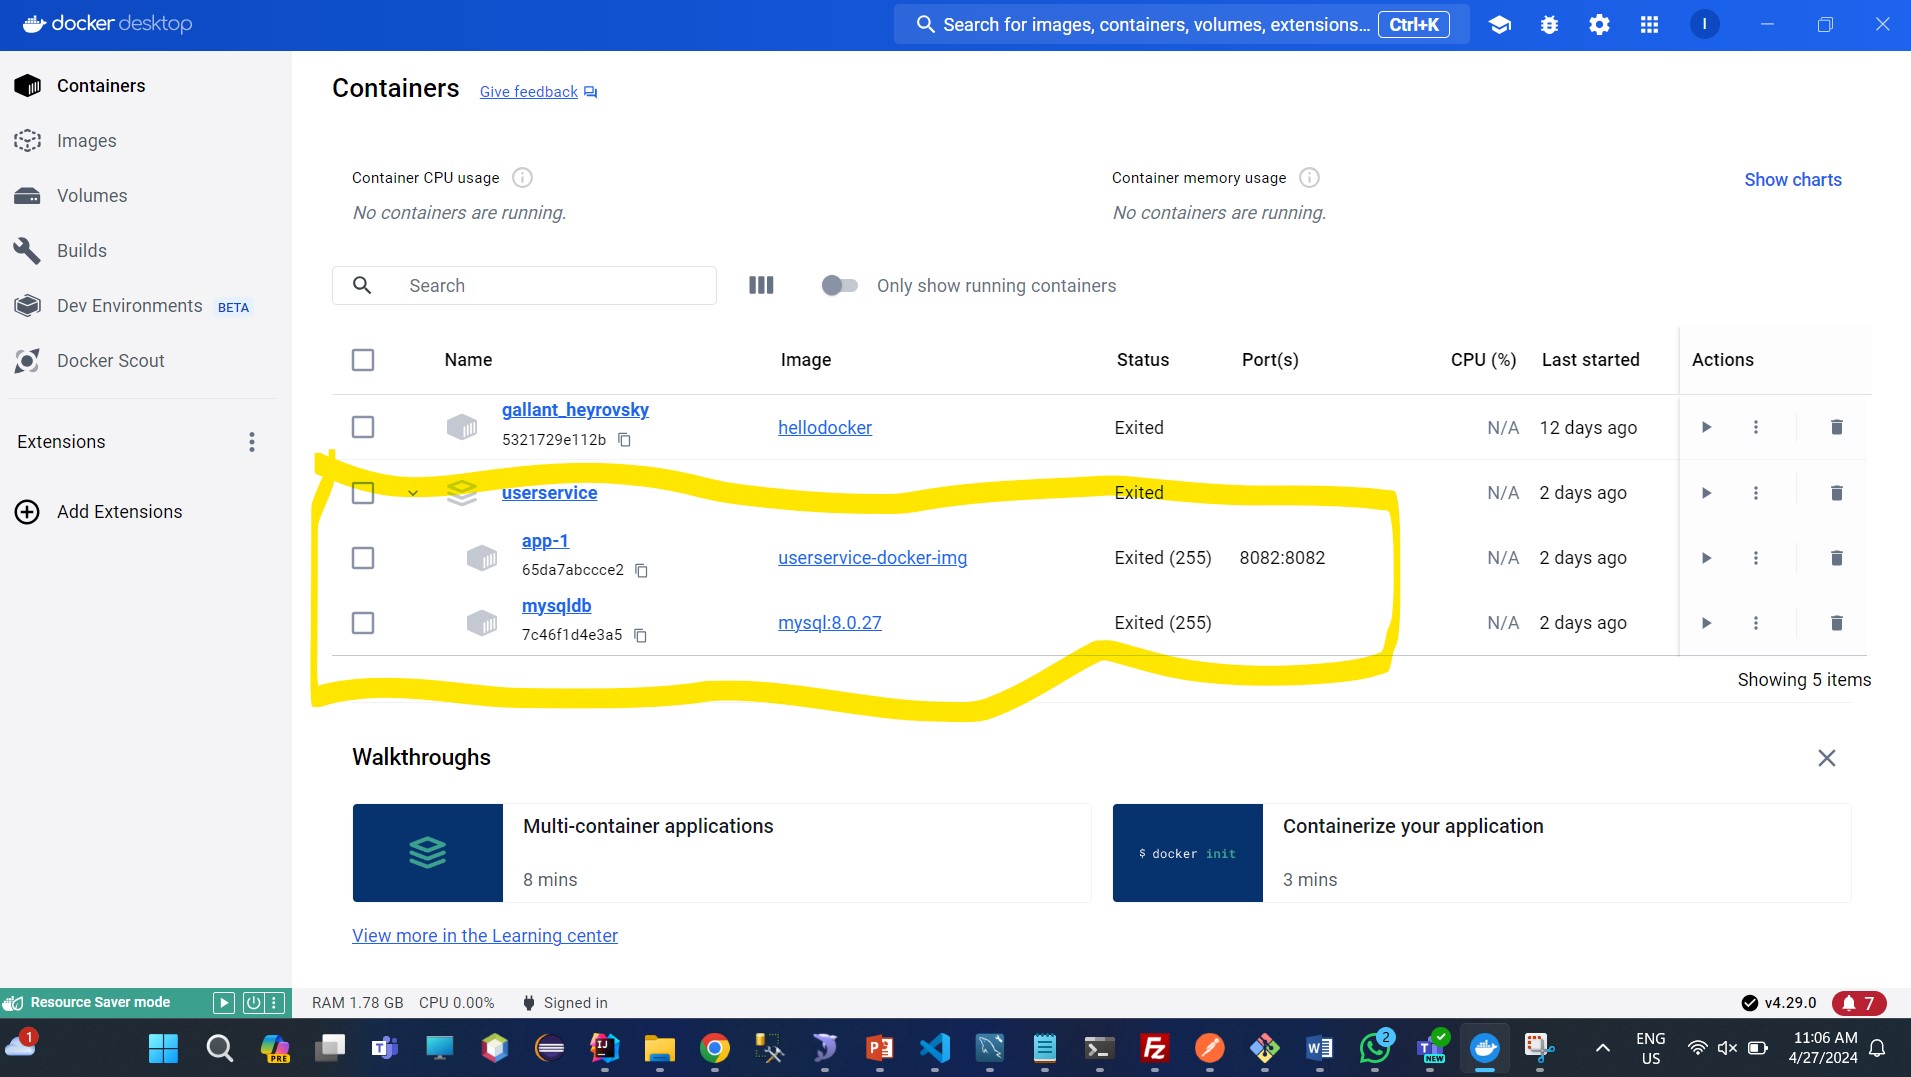 docker desktop
Search for images, containers, volumes, extensions... Ctrl+K
I
Containers
Images
Volumes
Builds
Dev Environments BETA
Docker Scout
Extensions
Add Extensions
Containers Give feedback
Container CPU usage
No containers are running.
Container memory usage
No containers are running.
Show charts
Search
Only show running containers
Name Image Status Port(s) CPU (%) Last started Actions
gallant_heyrovsky
5321729e112b
hellodocker Exited N/A 12 days ago
userservice Exited N/A 2 days ago
app-1
65da7abccce2
userservice-docker-img Exited (255) 8082:8082 N/A 2 days ago
mysqldb
7c46f1d4e3a5
mysql:8.0.27 Exited (255) N/A 2 days ago
Showing 5 items
Walkthroughs
Multi-container applications
8 mins
$ docker init
Containerize your application
3 mins
View more in the Learning center
Resource Saver mode RAM 1.78 GB CPU 0.00% Signed in v4.29.0 7
1
PRE
T
IJ
P
Fz
W
2
T
NEW
ENG
US
11:06 AM
4/27/2024